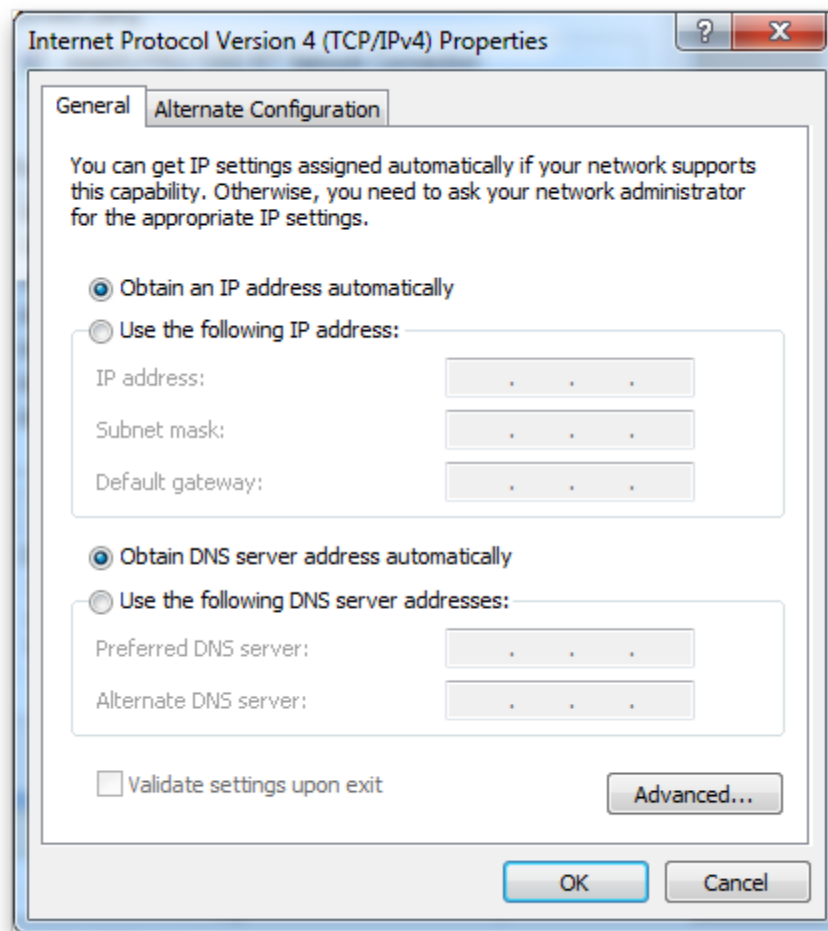 Internet Protocol Version 4 (TCP/IPv4) Properties
General
Alternate Configuration
You can get IP settings assigned automatically if your network supports
this capability. Otherwise, you need to ask your network administrator
for the appropriate IP settings.
Obtain an IP address automatically
Use the following IP address:
IP address:
. . .
Subnet mask:
. . .
Default gateway:
. . .
Obtain DNS server address automatically
Use the following DNS server addresses:
Preferred DNS server:
. . .
Alternate DNS server:
. . .
Validate settings upon exit
Advanced...
OK
Cancel